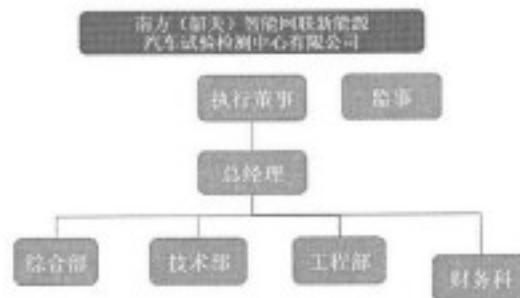 南方（韶关）智能网联新能源
汽车试验检测中心有限公司
执行董事
监事
总经理
综合部
技术部
工程部
财务科